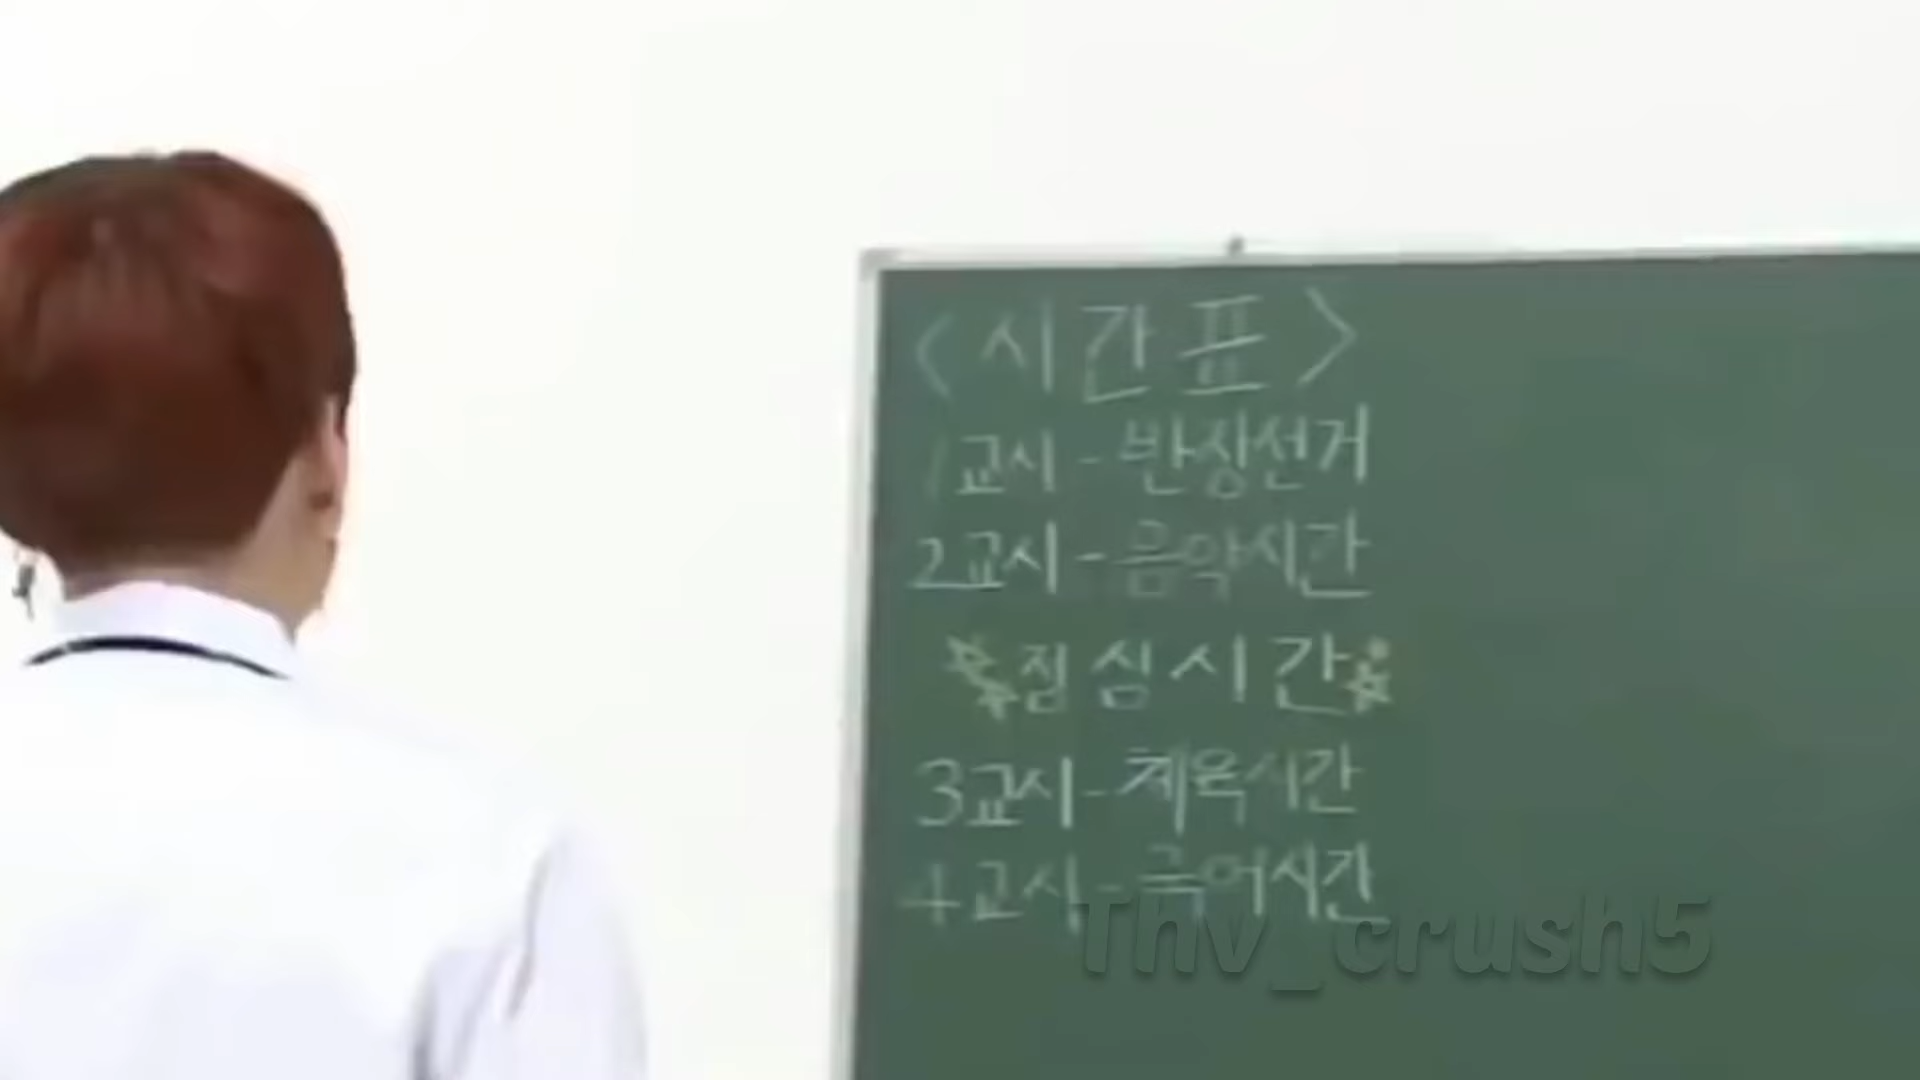 <시간표>
1교시 - 반장선거
2교시 - 음악시간
점심시간
3교시 - 체육시간
4교시 - 국어시간
Thv_crush5